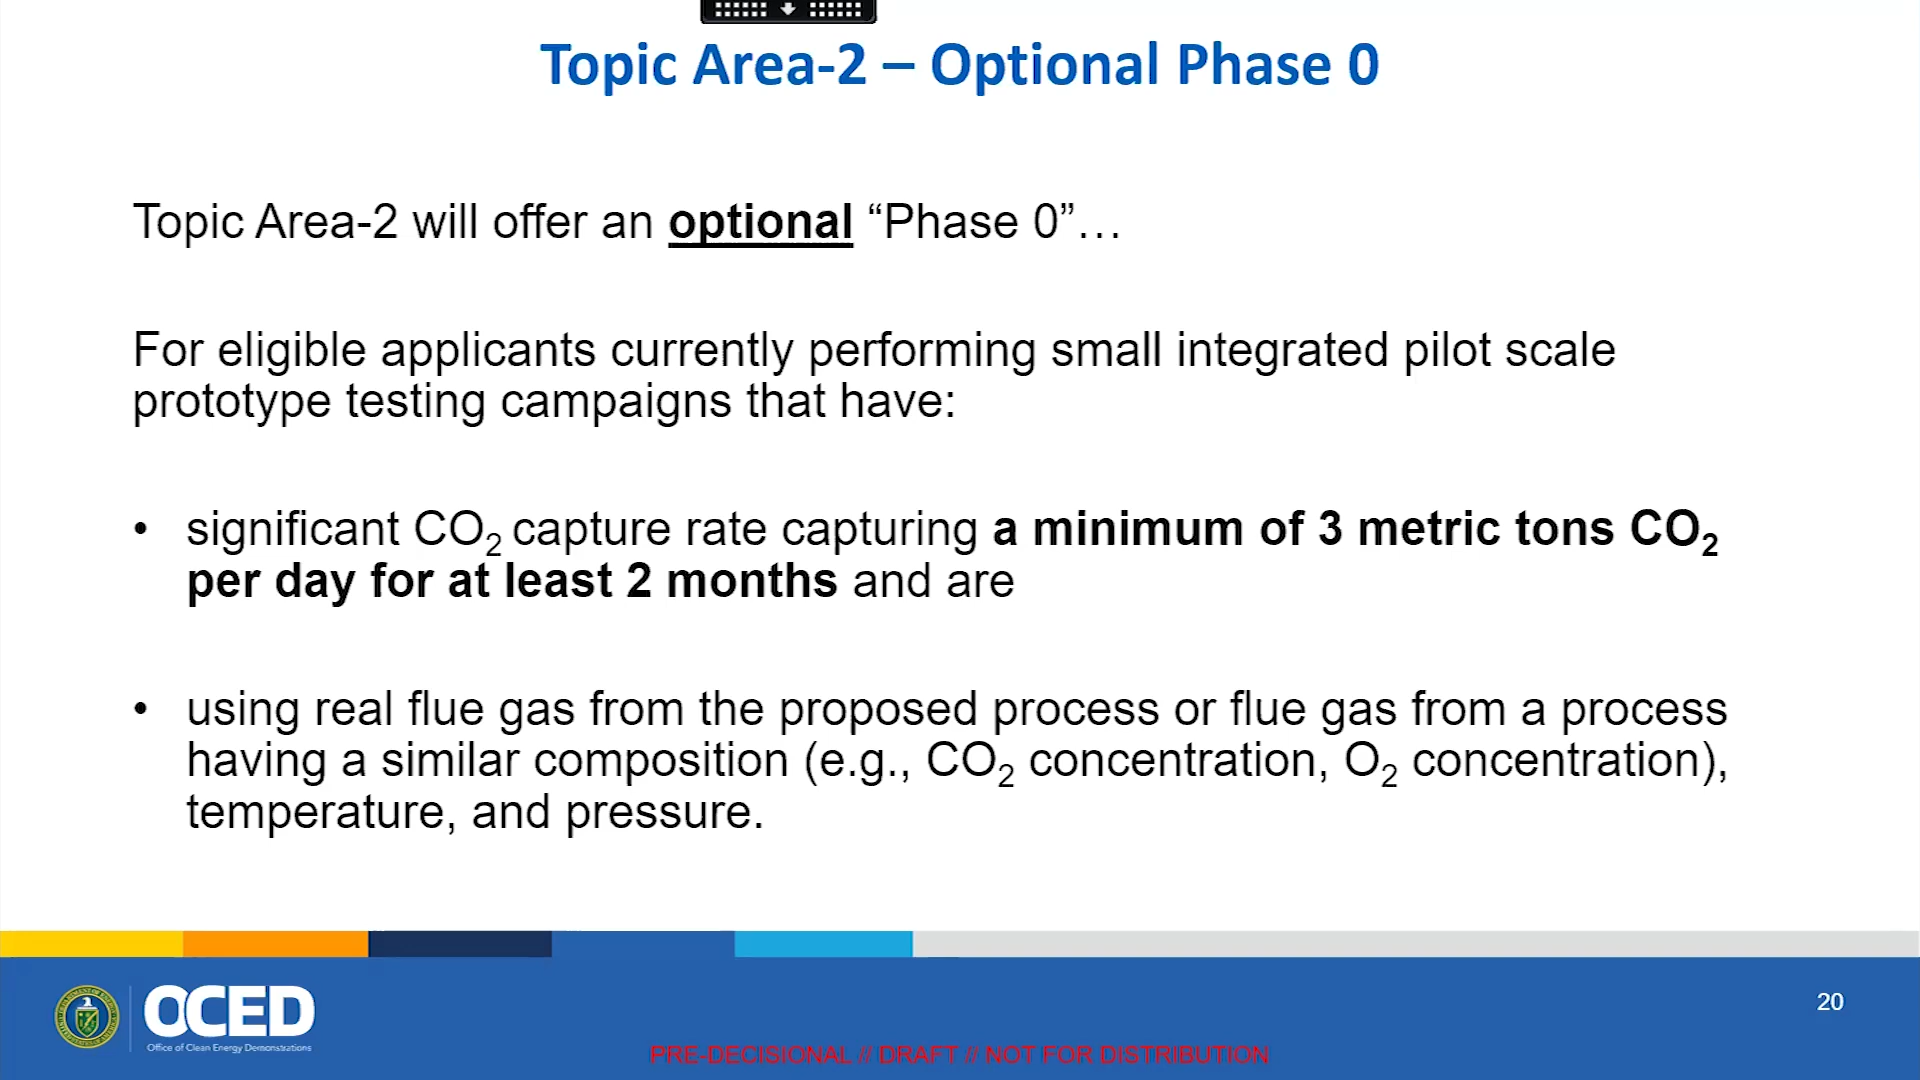 Topic Area-2 – Optional Phase 0
Topic Area-2 will offer an optional “Phase 0”…
For eligible applicants currently performing small integrated pilot scale
prototype testing campaigns that have:
• significant CO₂ capture rate capturing a minimum of 3 metric tons CO₂
per day for at least 2 months and are
• using real flue gas from the proposed process or flue gas from a process
having a similar composition (e.g., CO₂ concentration, O₂ concentration),
temperature, and pressure.
OCED
Office of Clean Energy Demonstrations
20
PRE-DECISIONAL // DRAFT // NOT FOR DISTRIBUTION